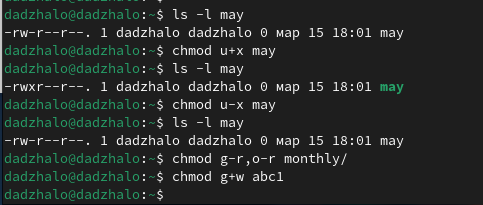 dadzhalo@dadzhalo:~$ ls -l may
-rw-r--r--. 1 dadzhalo dadzhalo 0 мар 15 18:01 may
dadzhalo@dadzhalo:~$ chmod u+x may
dadzhalo@dadzhalo:~$ ls -l may
-rwxr--r--. 1 dadzhalo dadzhalo 0 мар 15 18:01 may
dadzhalo@dadzhalo:~$ chmod u-x may
dadzhalo@dadzhalo:~$ ls -l may
-rw-r--r--. 1 dadzhalo dadzhalo 0 мар 15 18:01 may
dadzhalo@dadzhalo:~$ chmod g-r,o-r monthly/
dadzhalo@dadzhalo:~$ chmod g+w abc1
dadzhalo@dadzhalo:~$